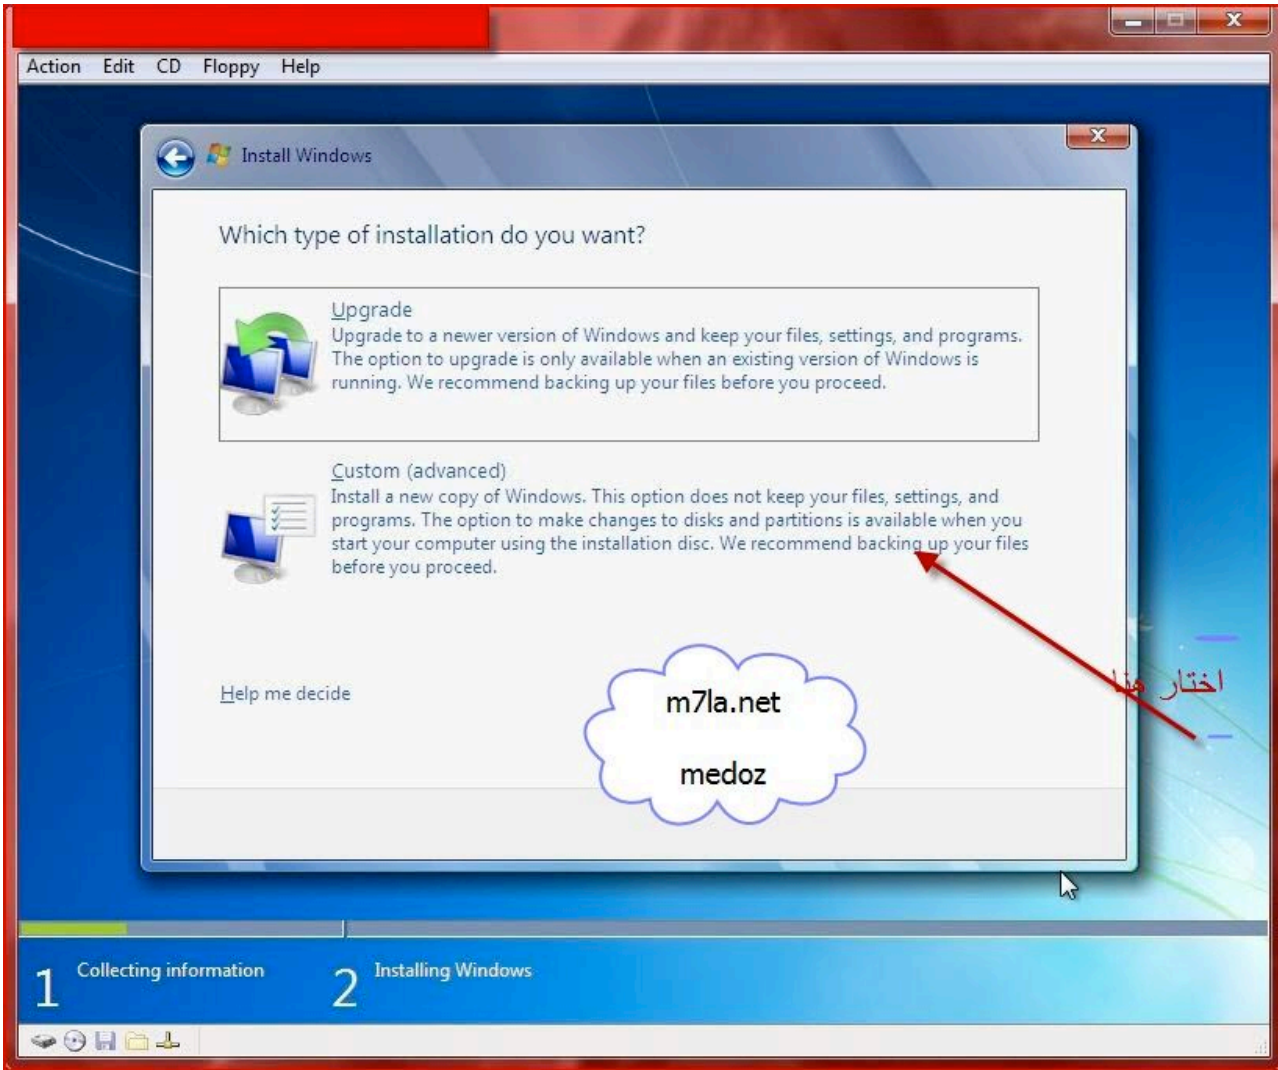 Action Edit CD Floppy Help
Install Windows
Which type of installation do you want?
Upgrade
Upgrade to a newer version of Windows and keep your files, settings, and programs.
The option to upgrade is only available when an existing version of Windows is
running. We recommend backing up your files before you proceed.
Custom (advanced)
Install a new copy of Windows. This option does not keep your files, settings, and
programs. The option to make changes to disks and partitions is available when you
start your computer using the installation disc. We recommend backing up your files
before you proceed.
اختار هنا
Help me decide
m7la.net
medoz
1 Collecting information
2 Installing Windows